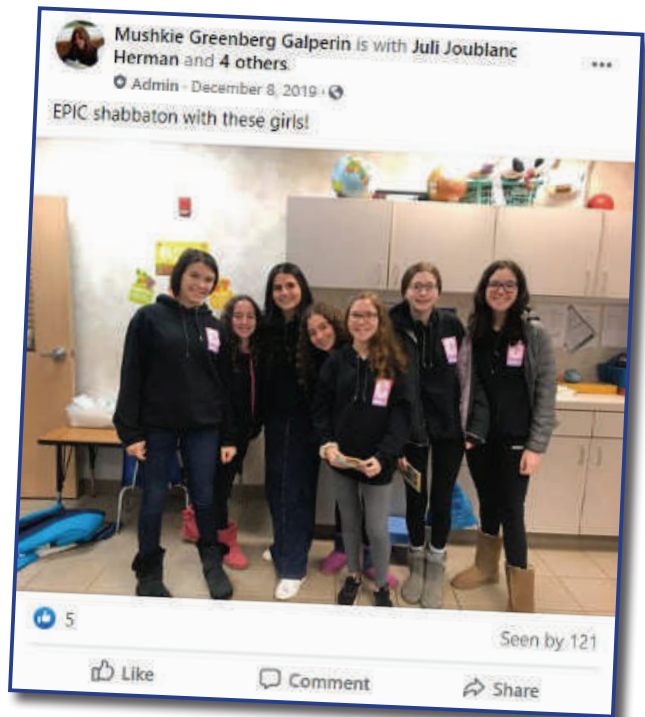 Mushkie Greenberg Galperin is with Juli Joublanc
Herman and 4 others.
Admin · December 8, 2019 ·
EPIC shabbaton with these girls!
5
Seen by 121
Like
Comment
Share